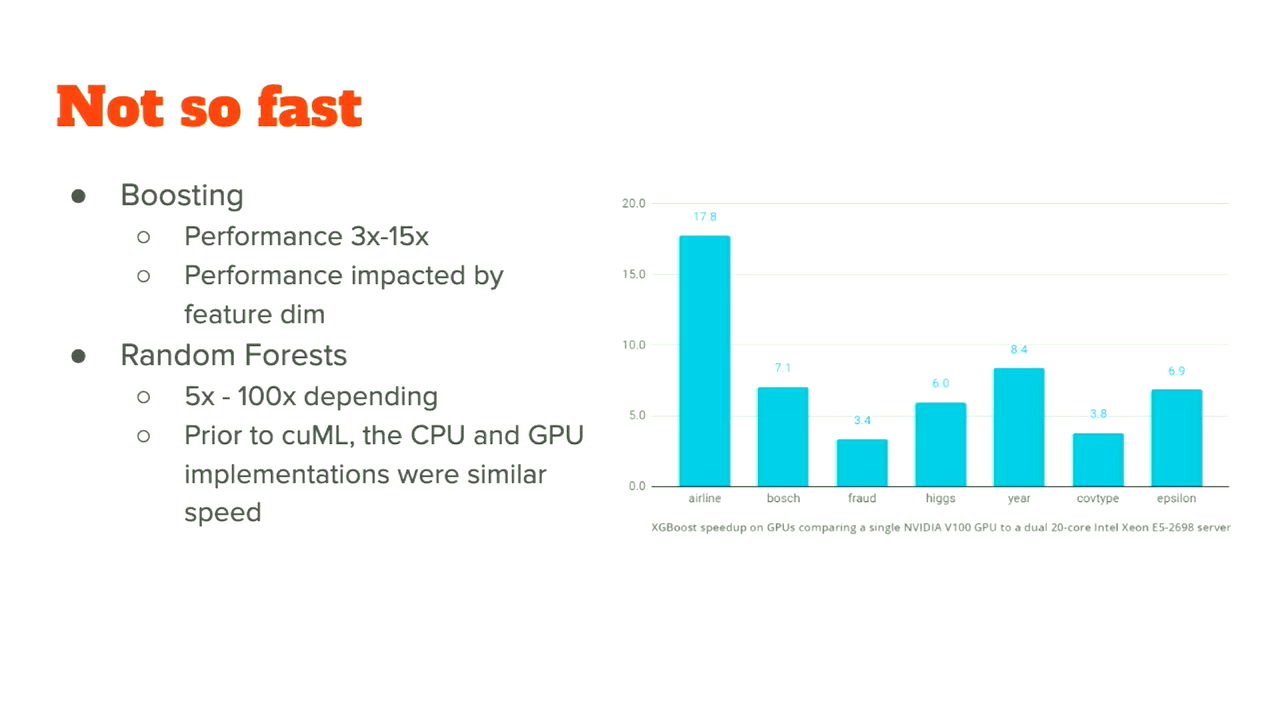 Not so fast
● Boosting
○ Performance 3x-15x
○ Performance impacted by
feature dim
● Random Forests
○ 5x - 100x depending
○ Prior to cuML, the CPU and GPU
implementations were similar
speed
20.0
15.0
10.0
5.0
0.0
17.8
7.1
3.4
6.0
8.4
3.8
6.9
airline bosch fraud higgs year covtype epsilon
XGBoost speedup on GPUs comparing a single NVIDIA V100 GPU to a dual 20-core Intel Xeon E5-2698 server